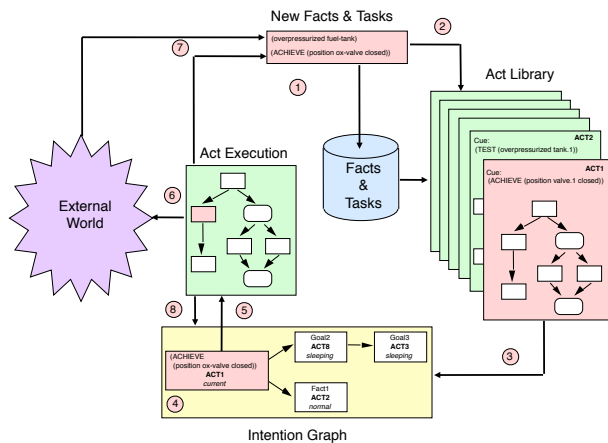 New Facts & Tasks
7
(overpressurized fuel-tank)
(ACHIEVE (position ox-valve closed))
2
1
Act Library
Act Execution
Facts
&
Tasks
ACT2
Cue:
(TEST (overpressurized tank.1))
ACT1
Cue:
(ACHIEVE (position valve.1 closed)
External
World
6
8
5
3
(ACHIEVE
(position ox-valve closed))
ACT1
current
4
Goal2
ACT8
sleeping
Goal3
ACT3
sleeping
Fact1
ACT2
normal
Intention Graph